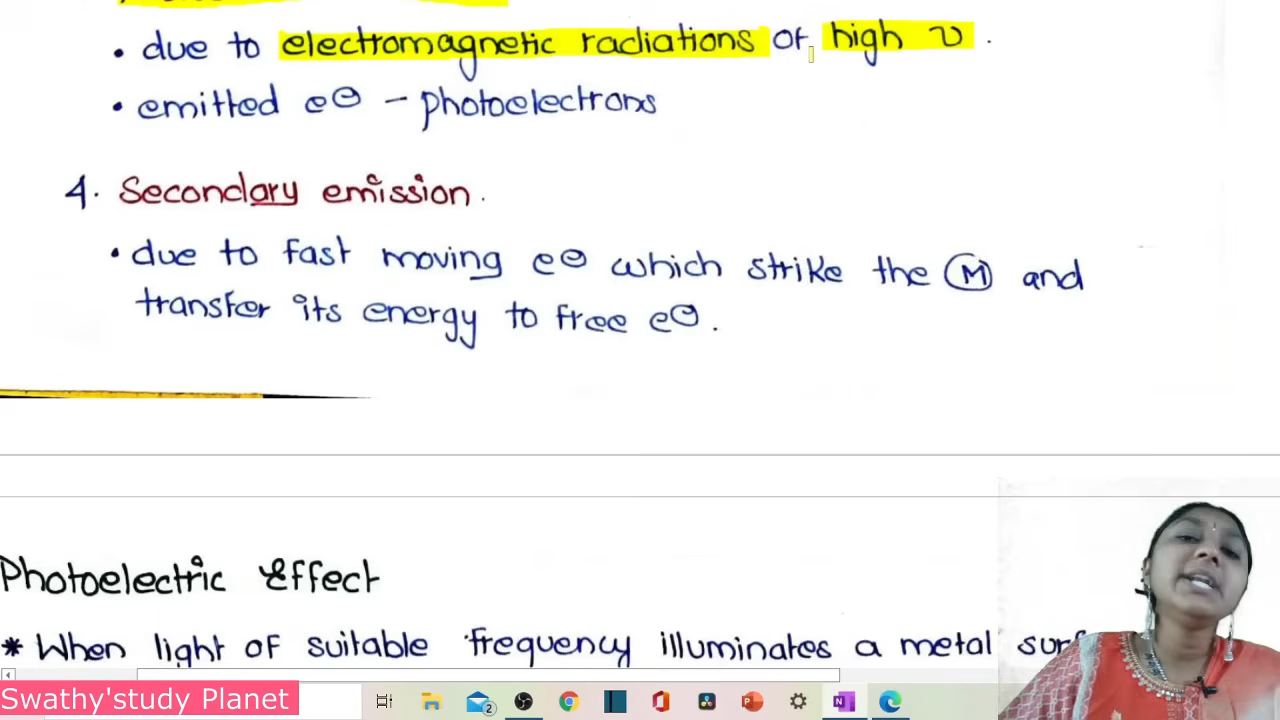 • due to electromagnetic radiations of high ν .
• emitted e⊖ - photoelectrons
4. Secondary emission.
• due to fast moving e⊖ which strike the Ⓜ and
transfer its energy to free e⊖.
Photoelectric Effect
* When light of suitable frequency illuminates a metal
Swathy'study Planet
2